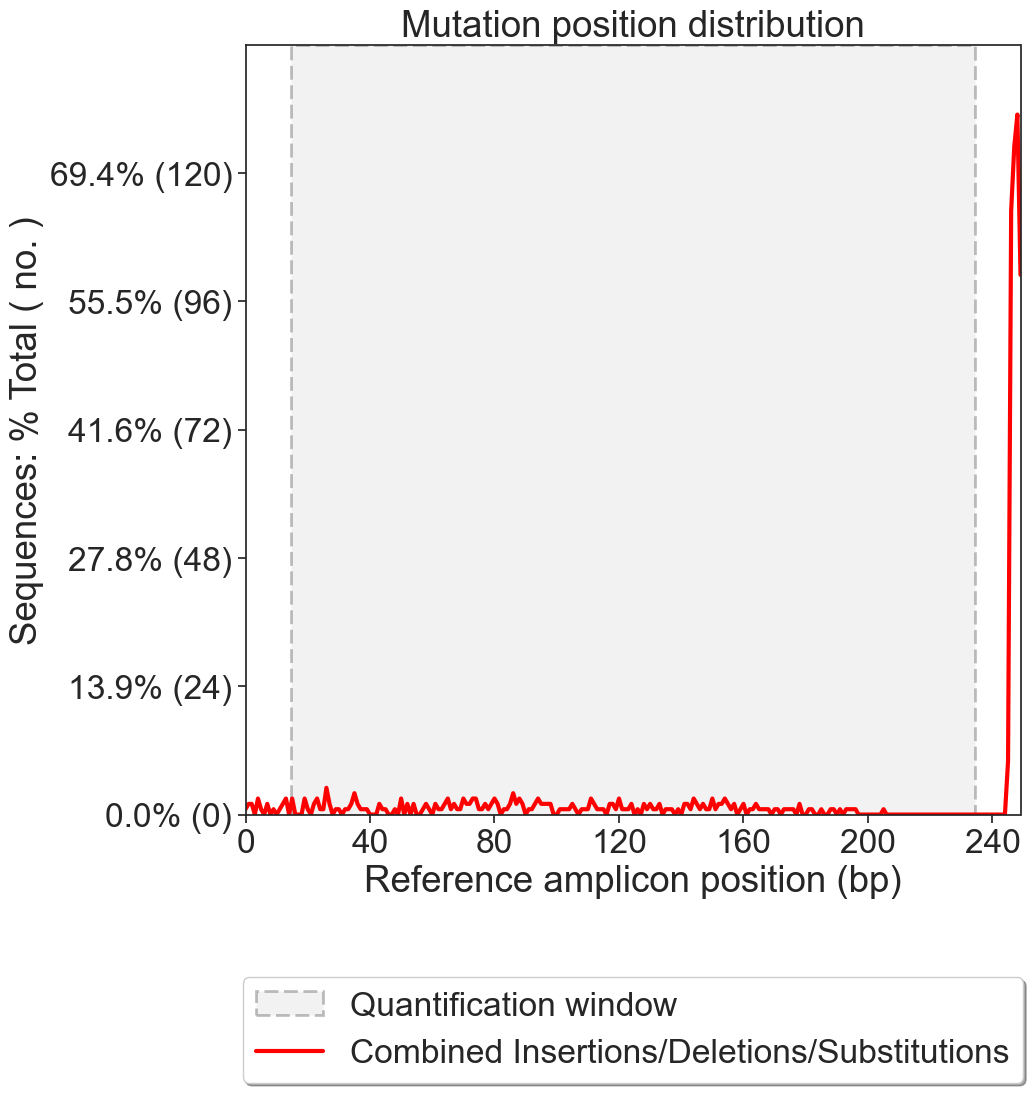 Mutation position distribution
Sequences: % Total ( no. )
69.4% (120)
55.5% (96)
41.6% (72)
27.8% (48)
13.9% (24)
0.0% (0)
0 40 80 120 160 200 240
Reference amplicon position (bp)
Quantification window
Combined Insertions/Deletions/Substitutions